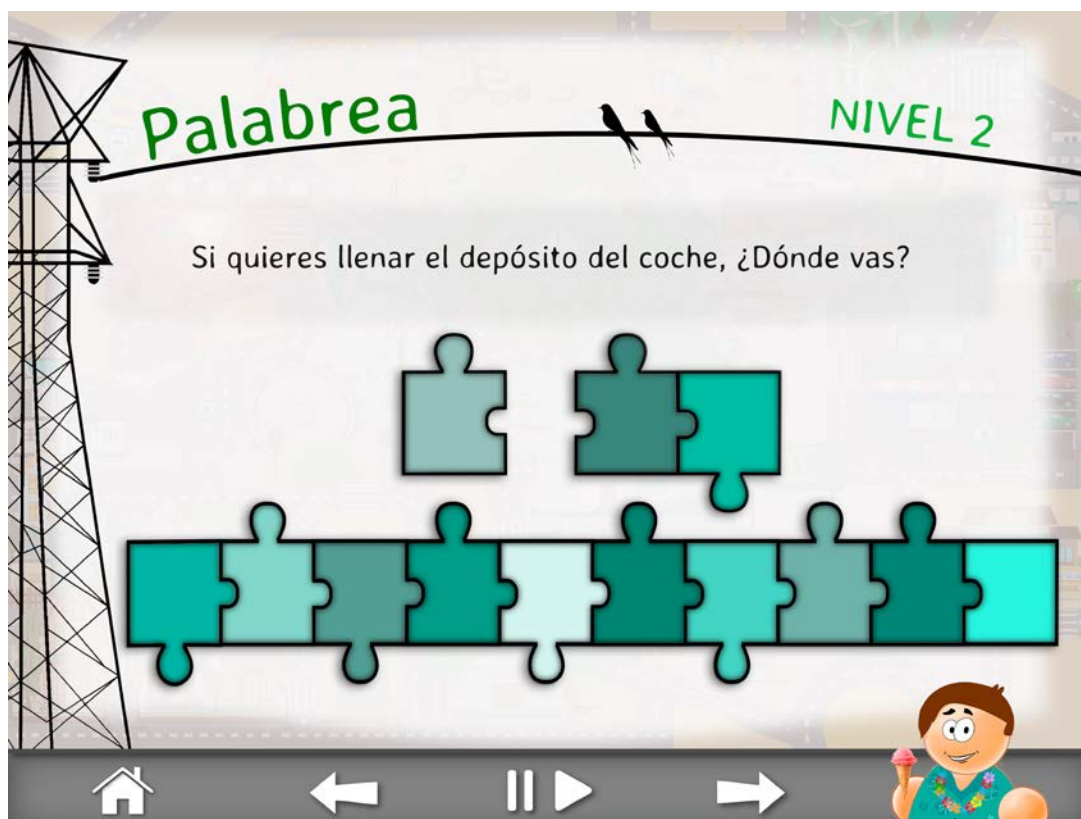 Palabrea
NIVEL 2
Si quieres llenar el depósito del coche, ¿Dónde vas?